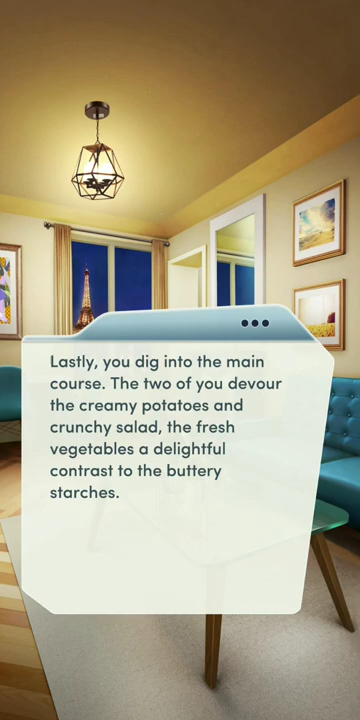 Lastly, you dig into the main
course. The two of you devour
the creamy potatoes and
crunchy salad, the fresh
vegetables a delightful
contrast to the buttery
starches.